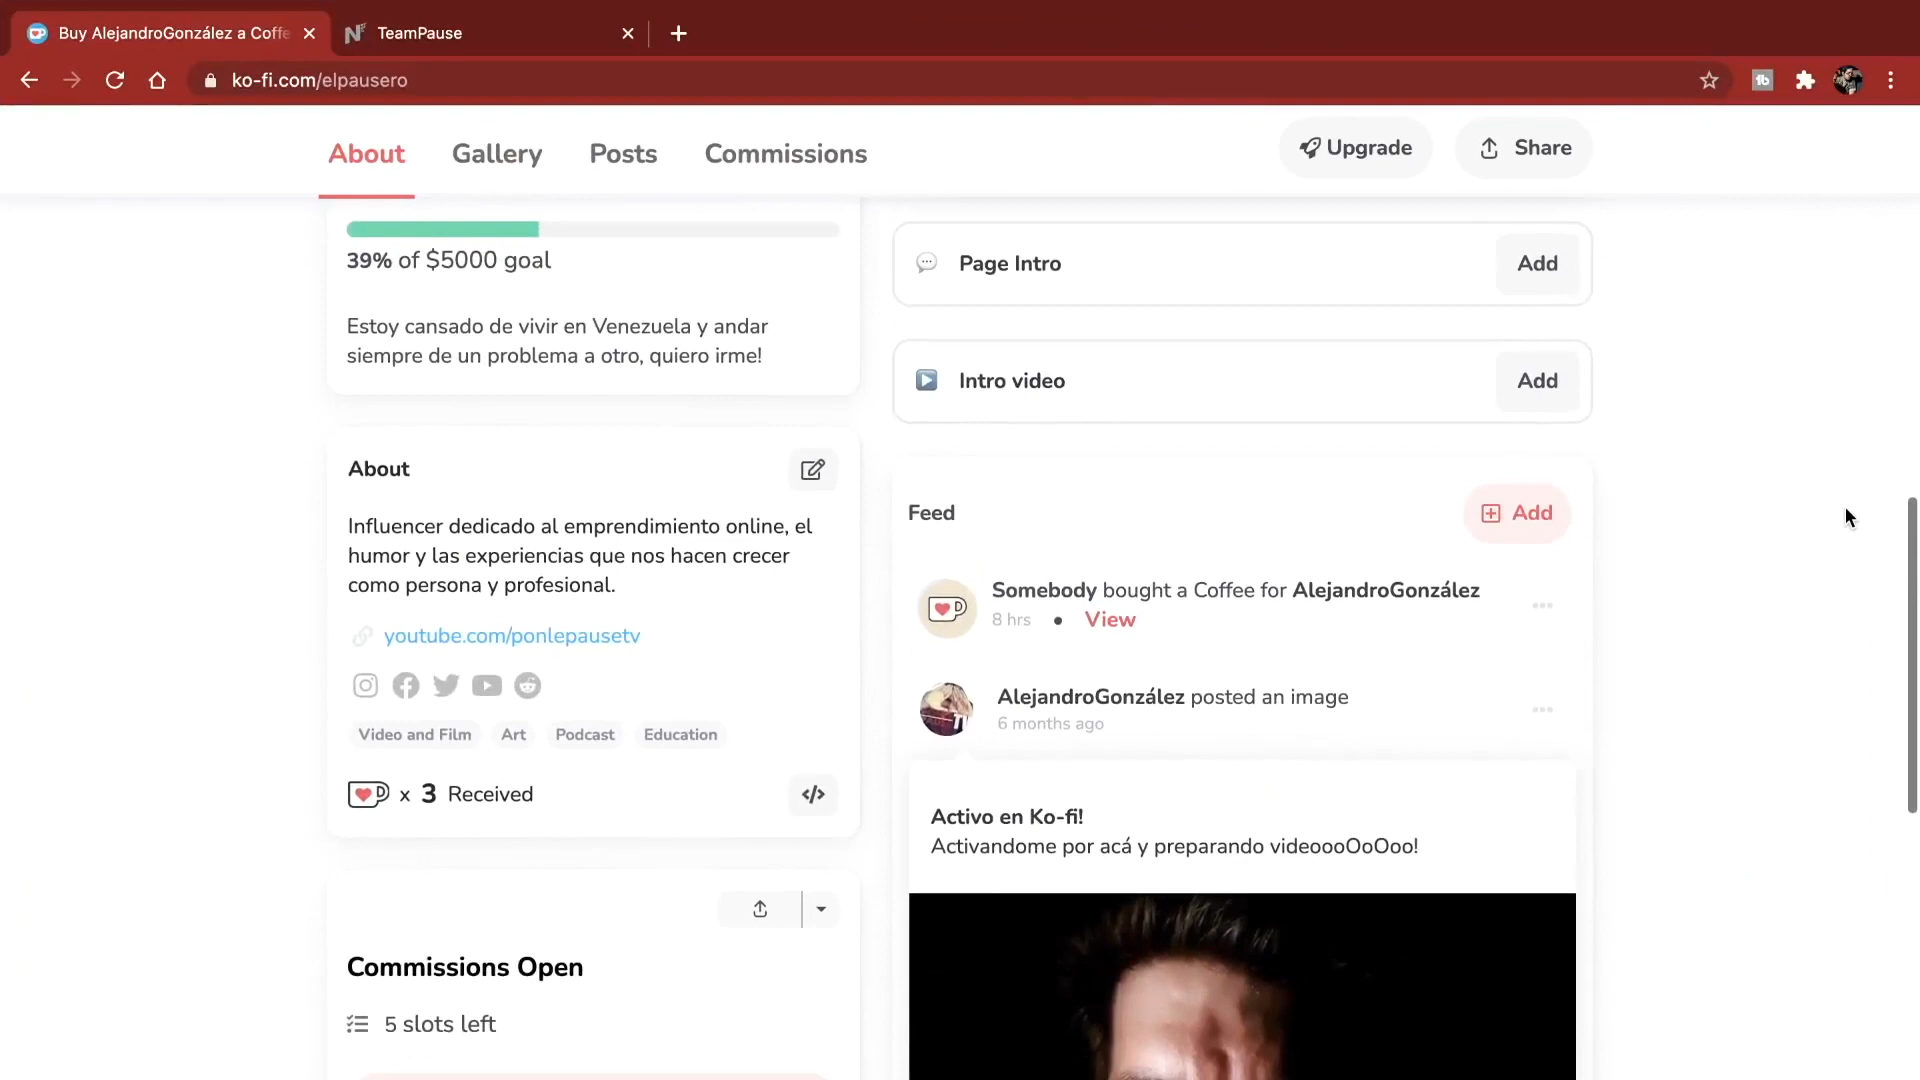 Buy AlejandroGonzález a Coffe
TeamPause
ko-fi.com/elpausero
About
Gallery
Posts
Commissions
Upgrade
Share
39% of $5000 goal
Estoy cansado de vivir en Venezuela y andar
siempre de un problema a otro, quiero irme!
About
Influencer dedicado al emprendimiento online, el
humor y las experiencias que nos hacen crecer
como persona y profesional.
youtube.com/ponlepausetv
Video and Film
Art
Podcast
Education
x 3 Received
Commissions Open
5 slots left
Page Intro
Add
Intro video
Add
Feed
Add
Somebody bought a Coffee for AlejandroGonzález
8 hrs • View
AlejandroGonzález posted an image
6 months ago
Activo en Ko-fi!
Activandome por acá y preparando videoooOoOoo!